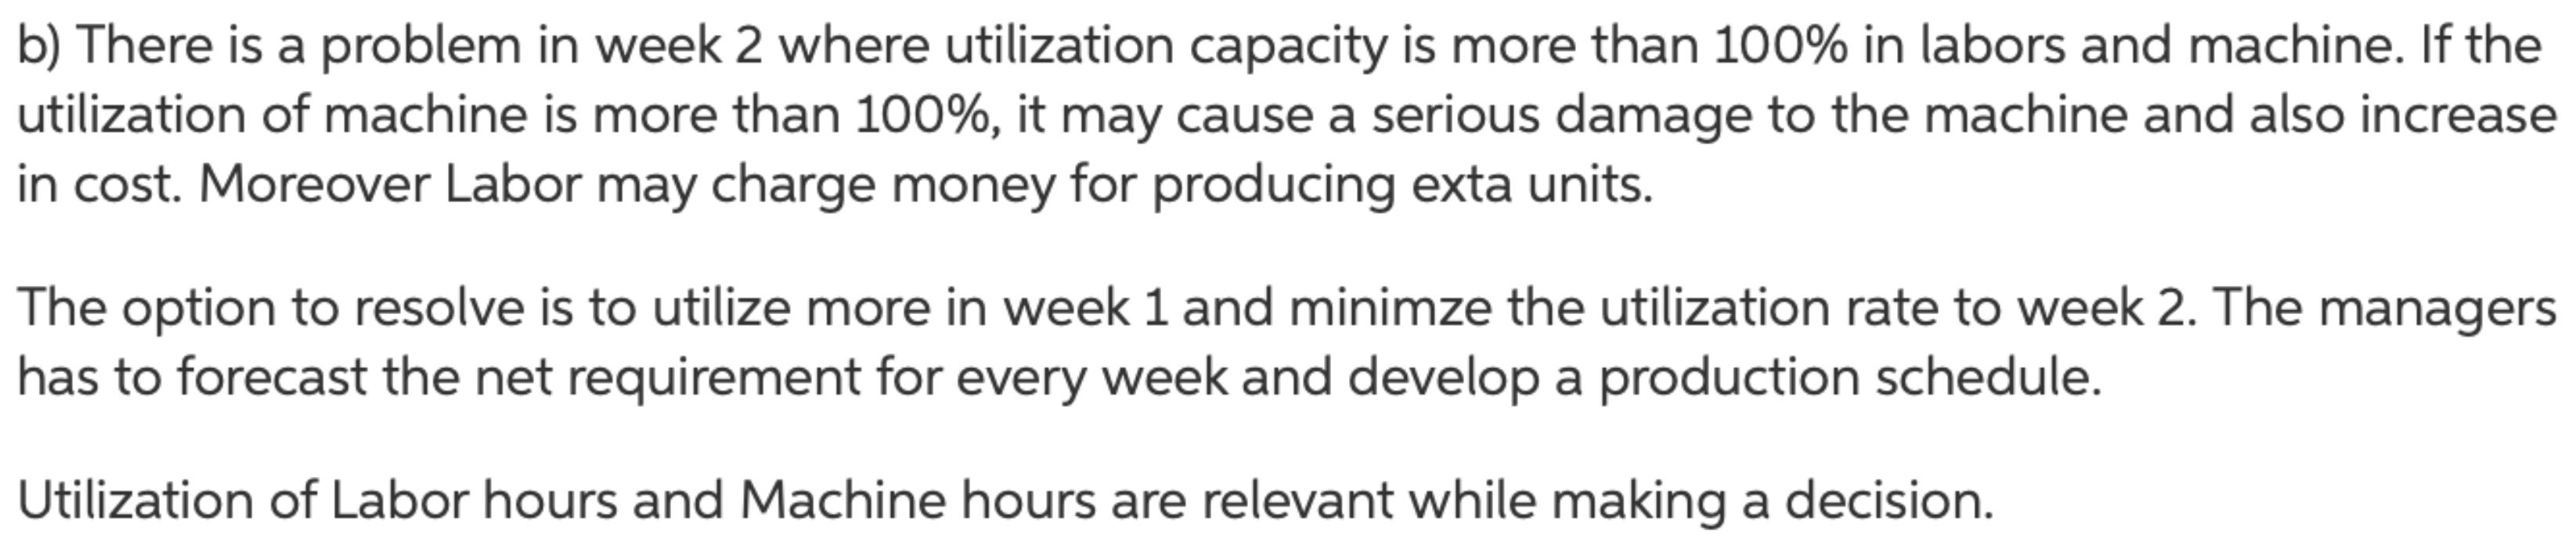 b) There is a problem in week 2 where utilization capacity is more than 100% in labors and machine. If the
utilization of machine is more than 100%, it may cause a serious damage to the machine and also increase
in cost. Moreover Labor may charge money for producing exta units.
The option to resolve is to utilize more in week 1 and minimze the utilization rate to week 2. The managers
has to forecast the net requirement for every week and develop a production schedule.
Utilization of Labor hours and Machine hours are relevant while making a decision.